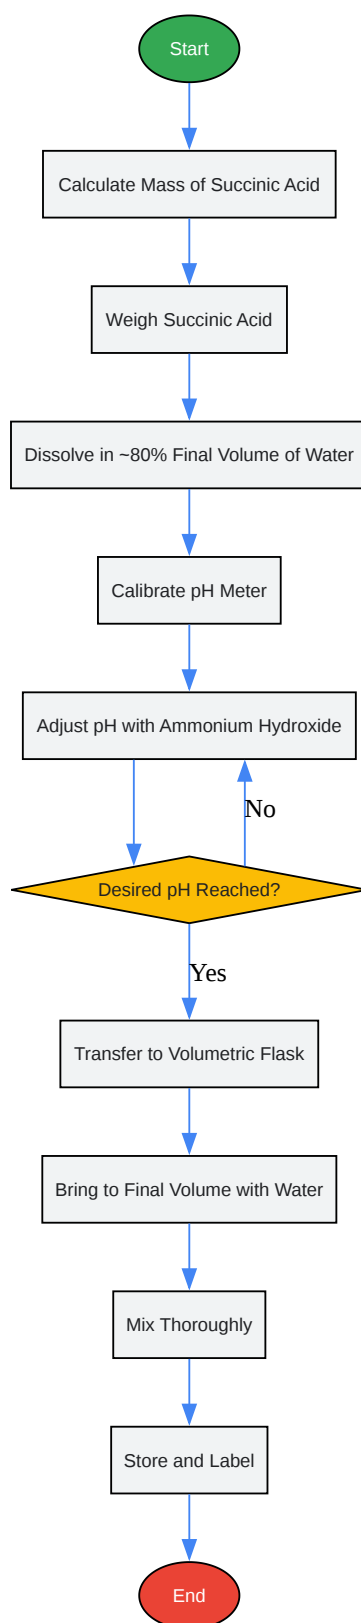 Start
Calculate Mass of Succinic Acid
Weigh Succinic Acid
Dissolve in ~80% Final Volume of Water
Calibrate pH Meter
Adjust pH with Ammonium Hydroxide
No
Desired pH Reached?
Yes
Transfer to Volumetric Flask
Bring to Final Volume with Water
Mix Thoroughly
Store and Label
End